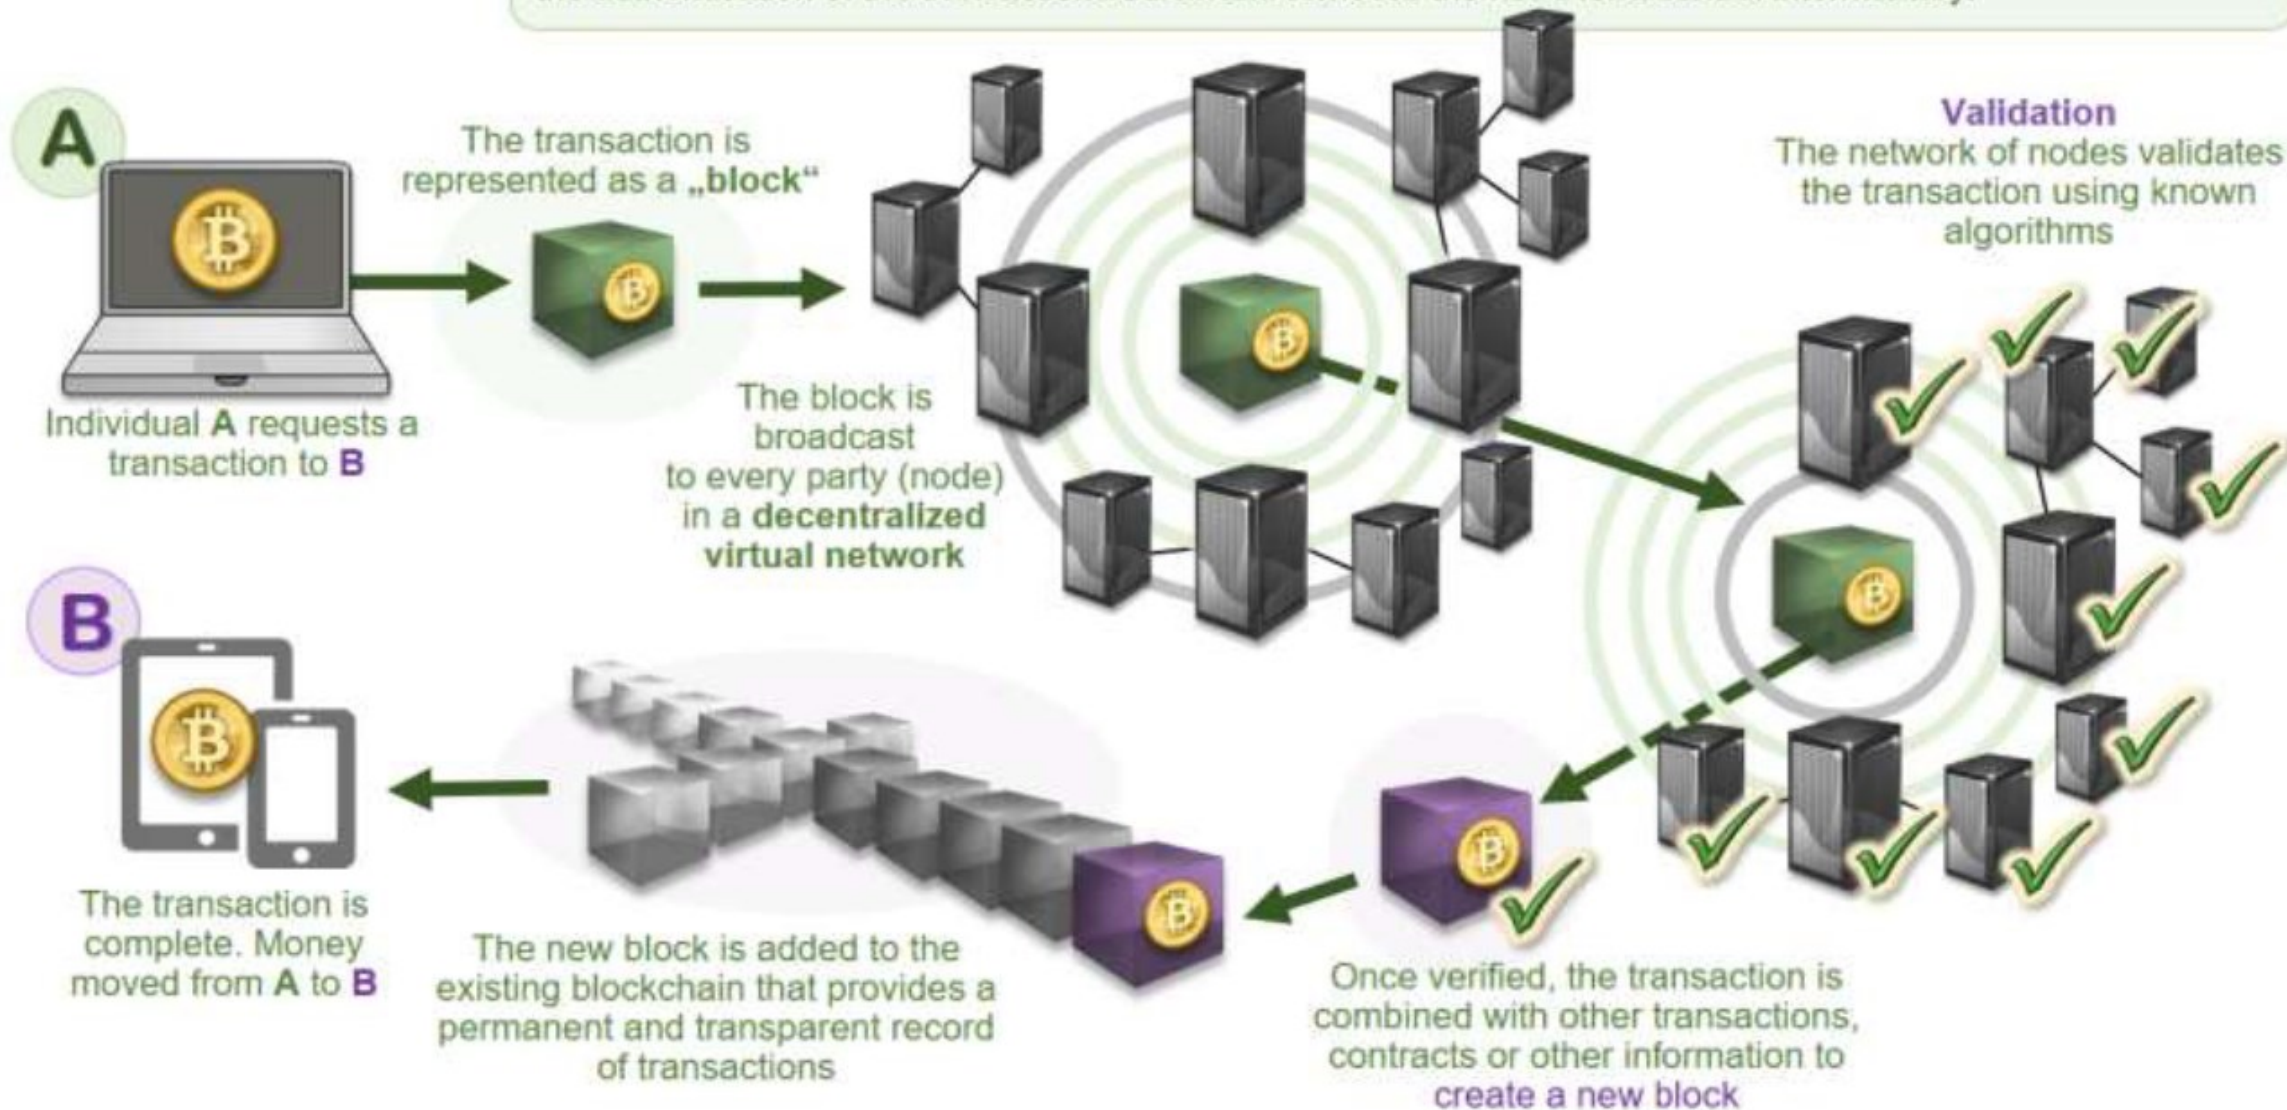 A
The transaction is
represented as a „block“
Individual A requests a
transaction to B
The block is
broadcast
to every party (node)
in a decentralized
virtual network
Validation
The network of nodes validates
the transaction using known
algorithms
Once verified, the transaction is
combined with other transactions,
contracts or other information to
create a new block
The new block is added to the
existing blockchain that provides a
permanent and transparent record
of transactions
B
The transaction is
complete. Money
moved from A to B